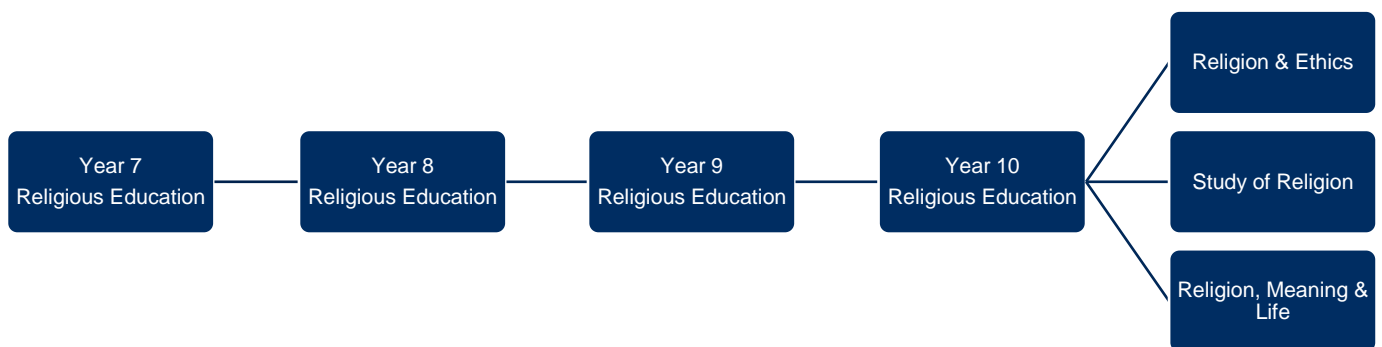 Year 7
Religious Education
Year 8
Religious Education
Year 9
Religious Education
Year 10
Religious Education
Religion & Ethics
Study of Religion
Religion, Meaning &
Life